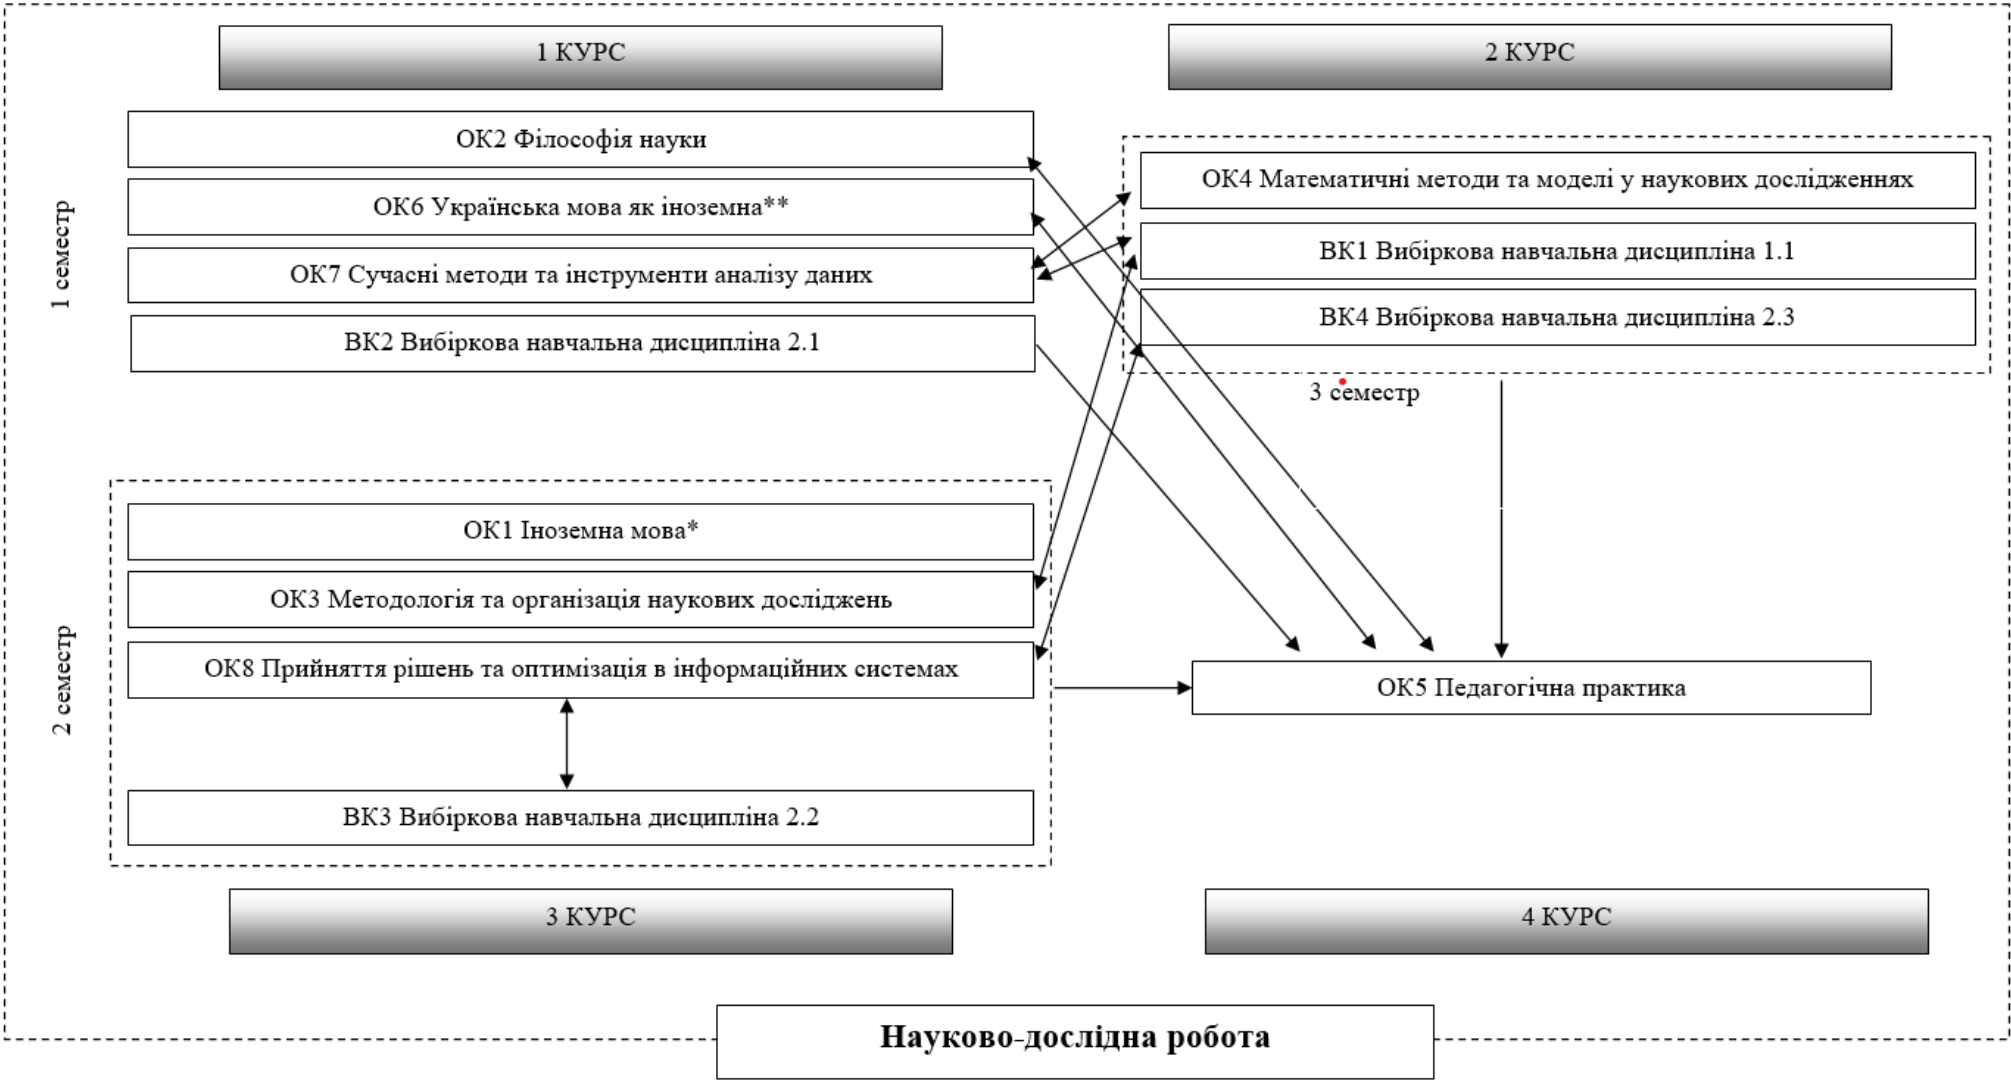 1 КУРС
2 КУРС
1 семестр
ОК2 Філософія науки
ОК6 Українська мова як іноземна**
ОК7 Сучасні методи та інструменти аналізу даних
ВК2 Вибіркова навчальна дисципліна 2.1
ОК4 Математичні методи та моделі у наукових дослідженнях
ВК1 Вибіркова навчальна дисципліна 1.1
ВК4 Вибіркова навчальна дисципліна 2.3
3 семестр
2 семестр
ОК1 Іноземна мова*
ОК3 Методологія та організація наукових досліджень
ОК8 Прийняття рішень та оптимізація в інформаційних системах
ВК3 Вибіркова навчальна дисципліна 2.2
ОК5 Педагогічна практика
3 КУРС
4 КУРС
Науково-дослідна робота